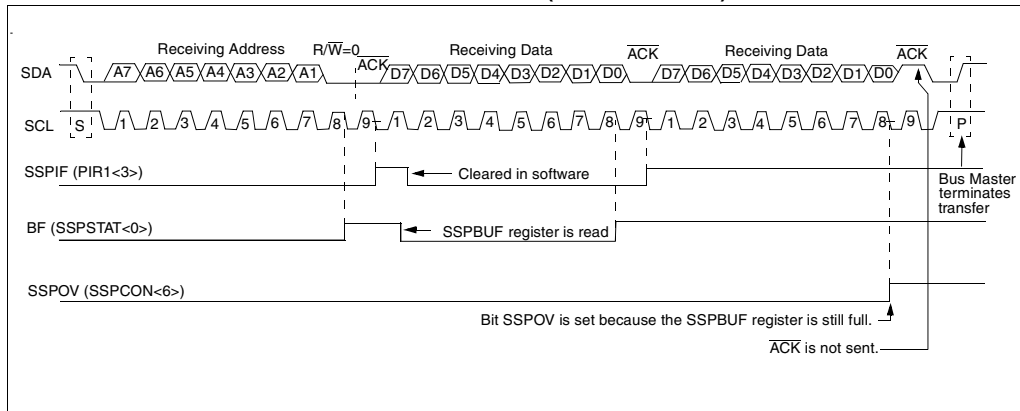 Receiving Address R/W=0 ACK Receiving Data ACK Receiving Data ACK
SDA A7 A6 A5 A4 A3 A2 A1 D7 D6 D5 D4 D3 D2 D1 D0 D7 D6 D5 D4 D3 D2 D1 D0
SCL S 1 2 3 4 5 6 7 8 9 1 2 3 4 5 6 7 8 9 1 2 3 4 5 6 7 8 9 P
SSPIF (PIR1<3>)
Cleared in software
Bus Master
terminates
transfer
BF (SSPSTAT<0>)
SSPBUF register is read
SSPOV (SSPCON<6>)
Bit SSPOV is set because the SSPBUF register is still full.
ACK is not sent.